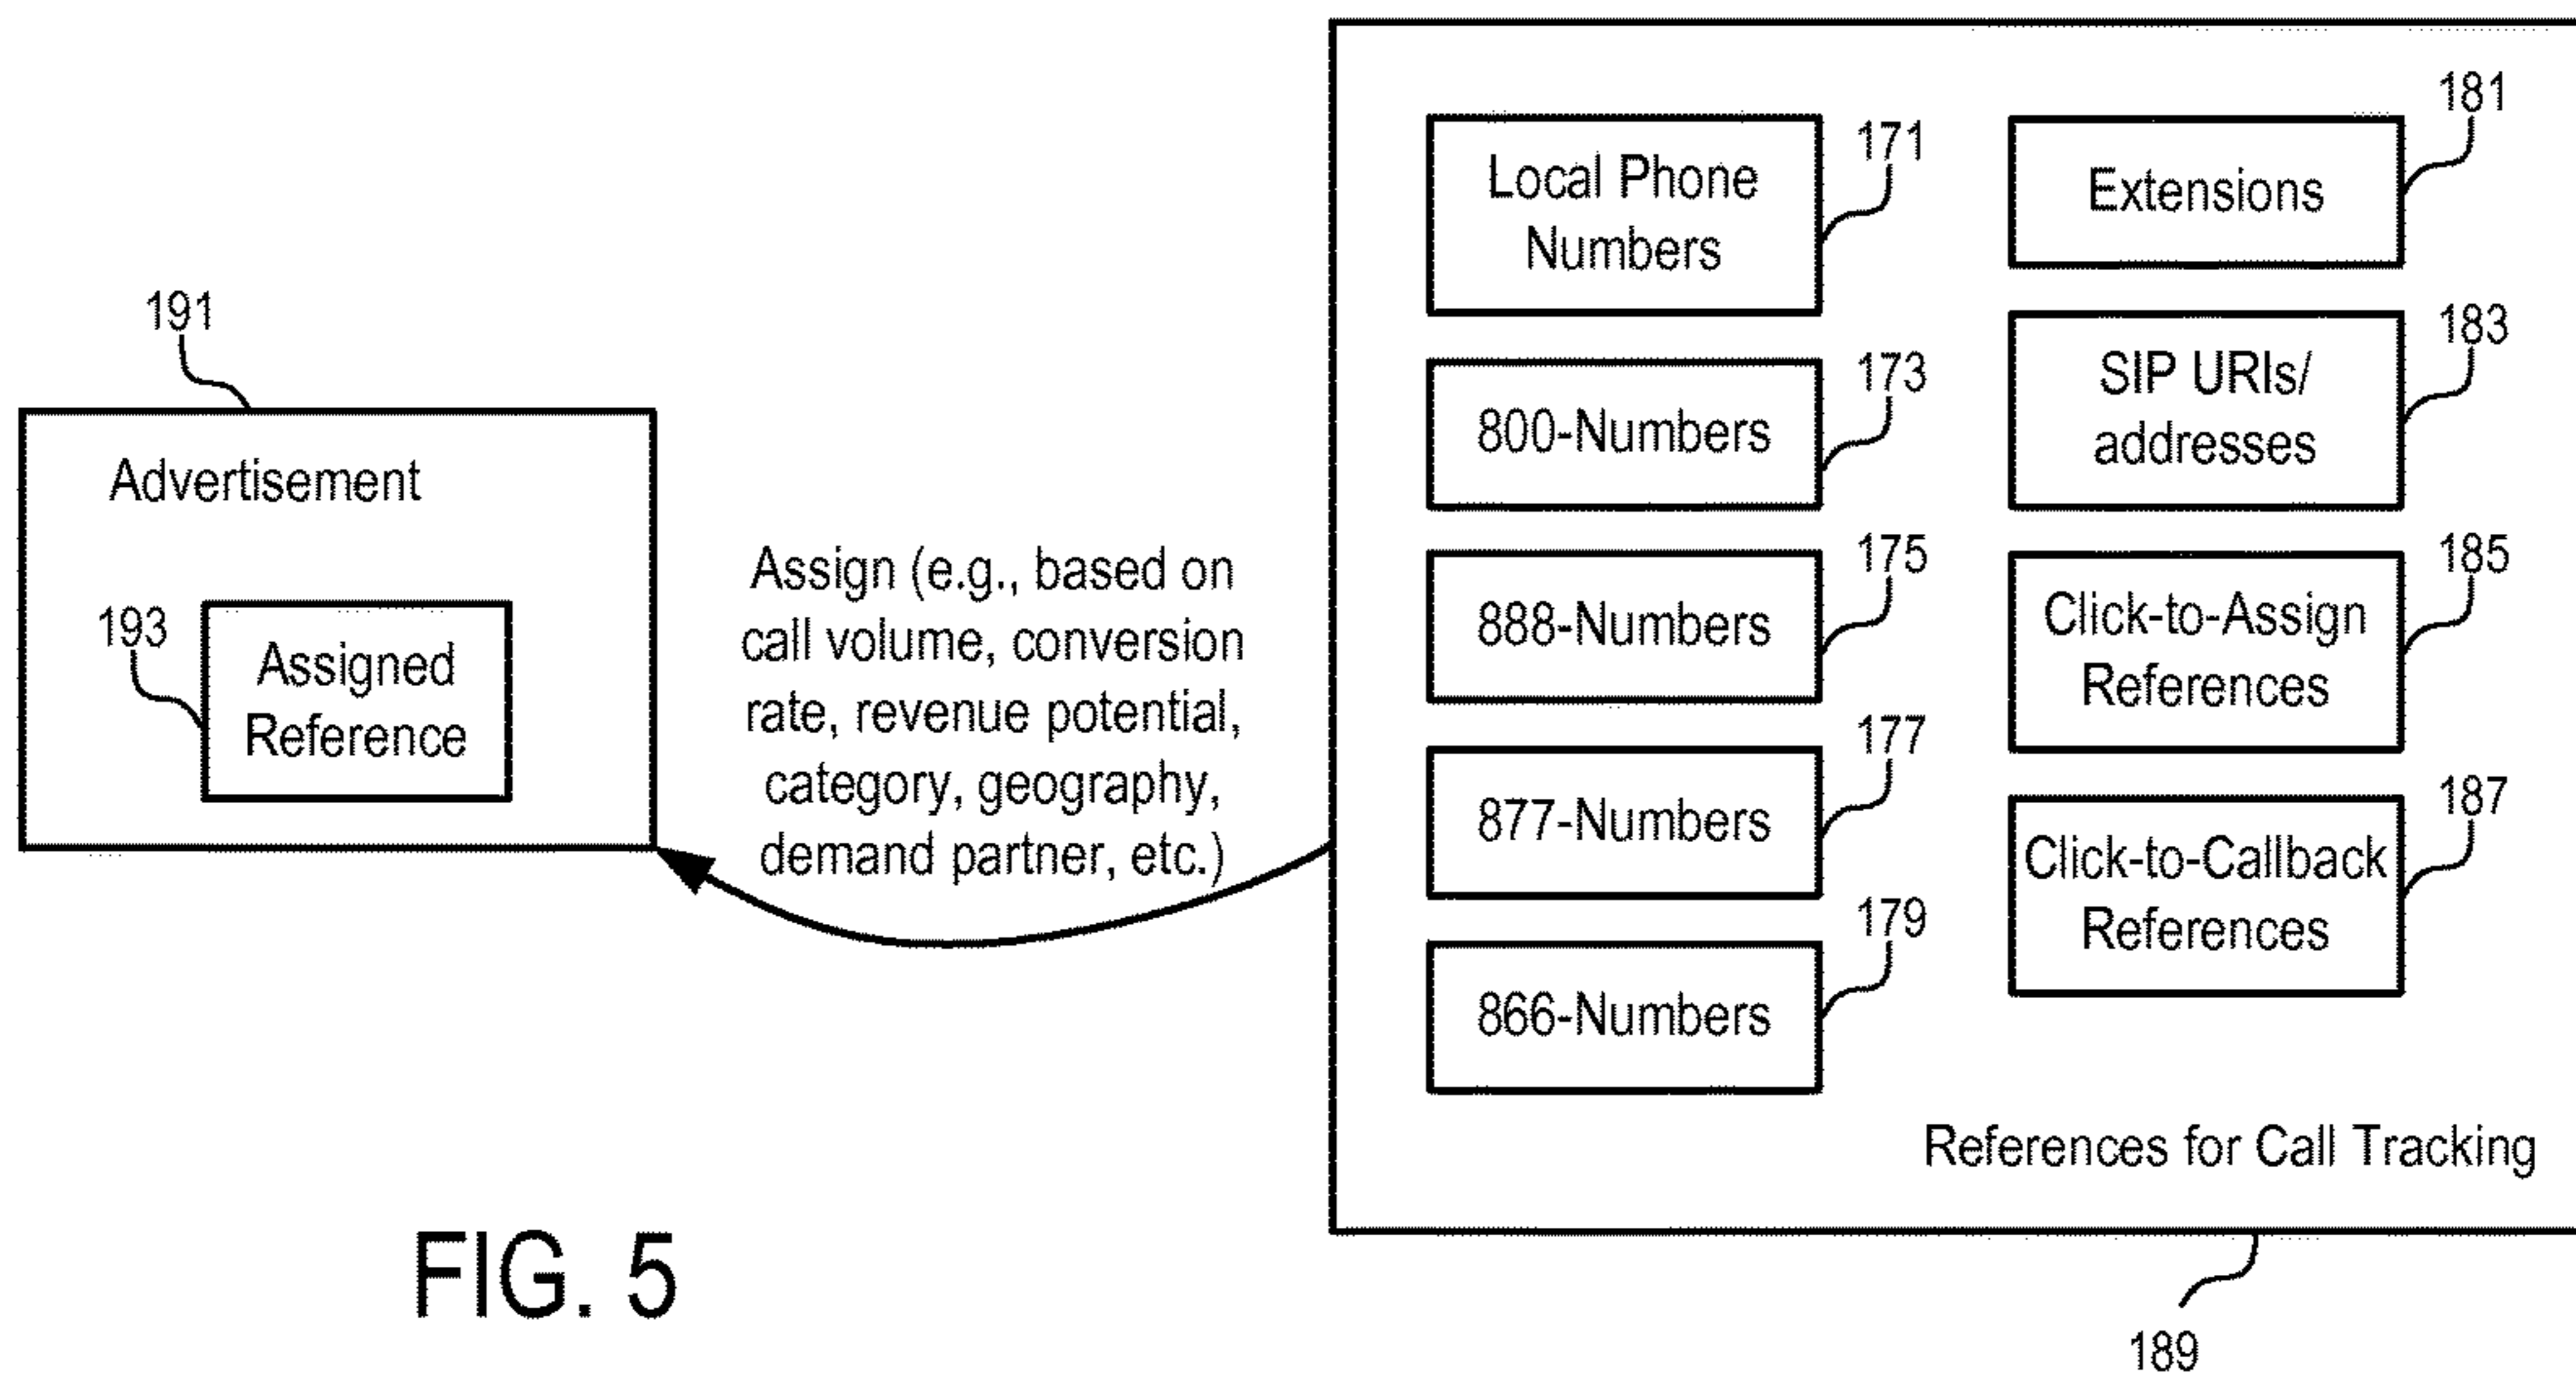 191
Advertisement
193
Assigned
Reference
Assign (e.g., based on
call volume, conversion
rate, revenue potential,
category, geography,
demand partner, etc.)
171
Local Phone
Numbers
173
800-Numbers
175
888-Numbers
177
877-Numbers
179
866-Numbers
181
Extensions
183
SIP URIs/
addresses
185
Click-to-Assign
References
187
Click-to-Callback
References
References for Call Tracking
189
FIG. 5